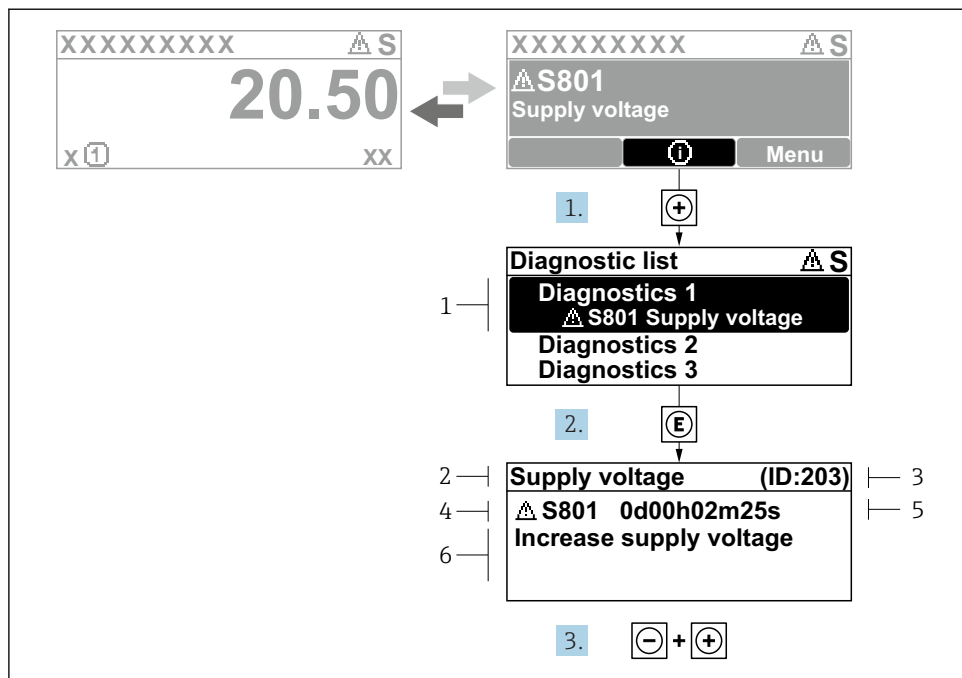 XXXXXXXXX ⚠ S
20.50
x ① xx
XXXXXXXXX ⚠ S
⚠S801
Supply voltage
ⓘ Menu
1. +
Diagnostic list ⚠ S
1
Diagnostics 1
⚠ S801 Supply voltage
Diagnostics 2
Diagnostics 3
2. E
2 Supply voltage (ID:203) 3
4 ⚠ S801 0d00h02m25s 5
6 Increase supply voltage
3. - + +